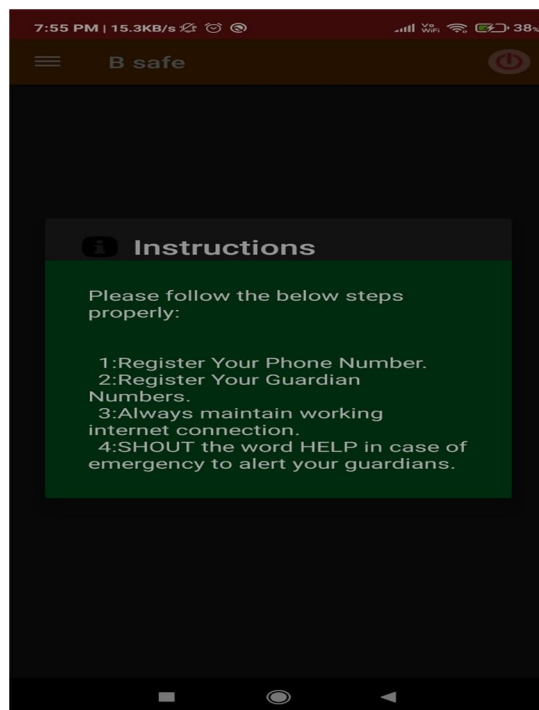 7:55 PM | 15.3KB/s
Vo WiFi 38%
B safe
Instructions
Please follow the below steps
properly:
1:Register Your Phone Number.
2:Register Your Guardian
Numbers.
3:Always maintain working
internet connection.
4:SHOUT the word HELP in case of
emergency to alert your guardians.